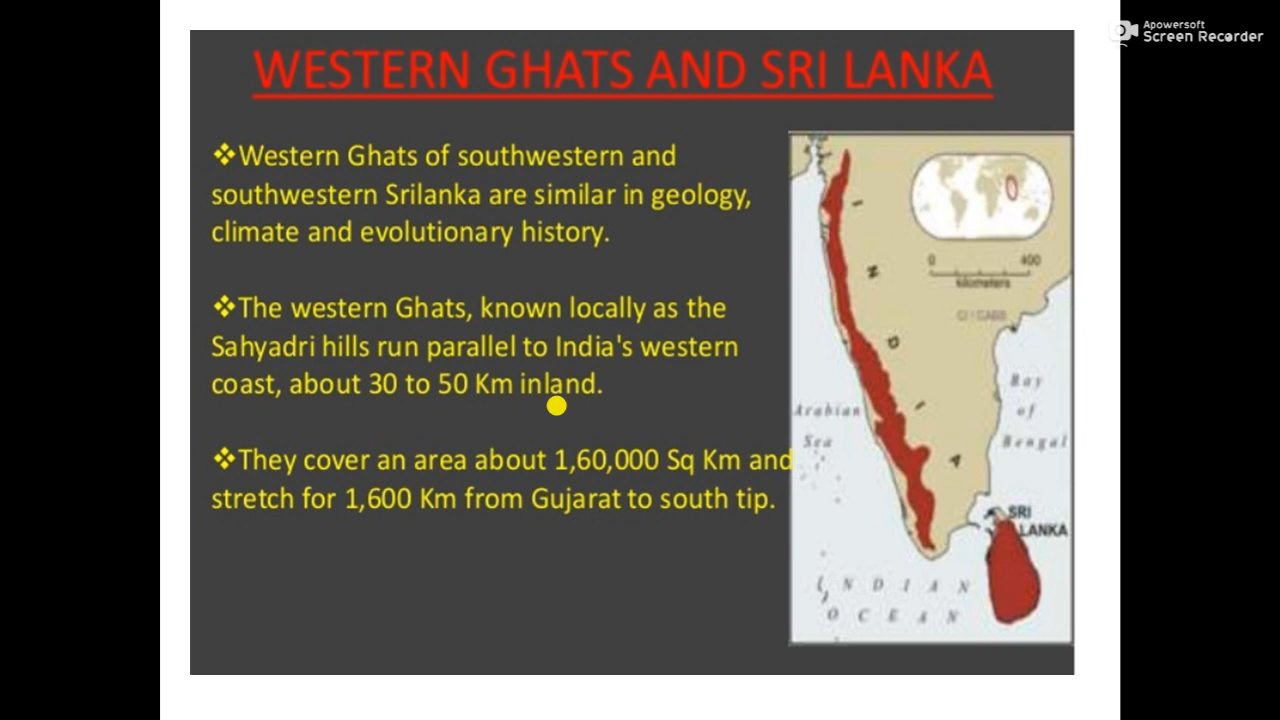 Apowersoft
Screen Recorder
WESTERN GHATS AND SRI LANKA
❖Western Ghats of southwestern and
southwestern Srilanka are similar in geology,
climate and evolutionary history.
❖The western Ghats, known locally as the
Sahyadri hills run parallel to India's western
coast, about 30 to 50 Km inland.
❖They cover an area about 1,60,000 Sq Km and
stretch for 1,600 Km from Gujarat to south tip.
0 400
kilometers
I N D I A
Arabian
Sea
Bay
of
Bengal
SRI
LANKA
I N D I A N
O C E A N